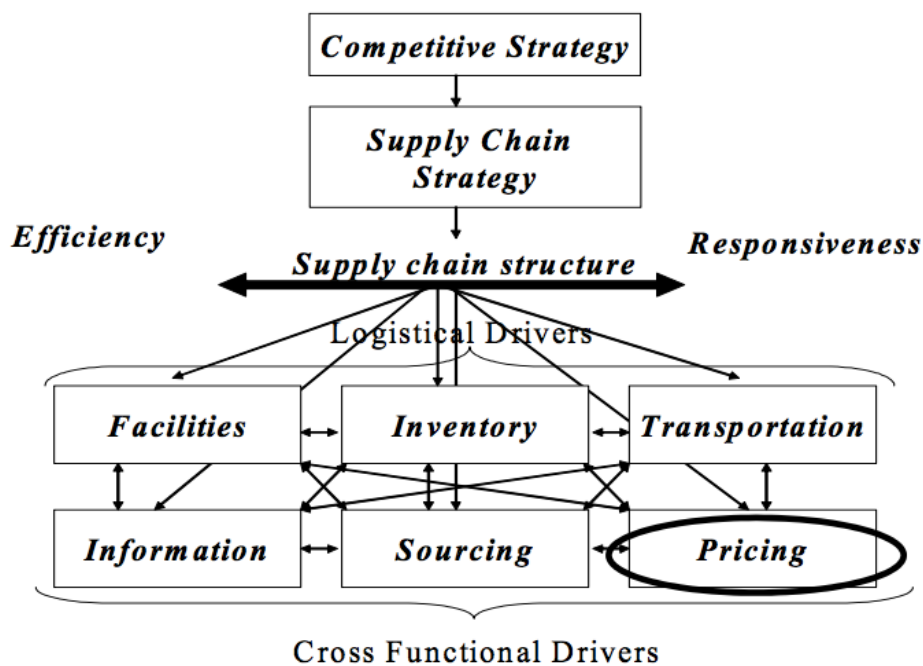 Competitive Strategy
Supply Chain
Strategy
Efficiency
Responsiveness
Supply chain structure
Logistical Drivers
Facilities
Inventory
Transportation
Information
Sourcing
Pricing
Cross Functional Drivers